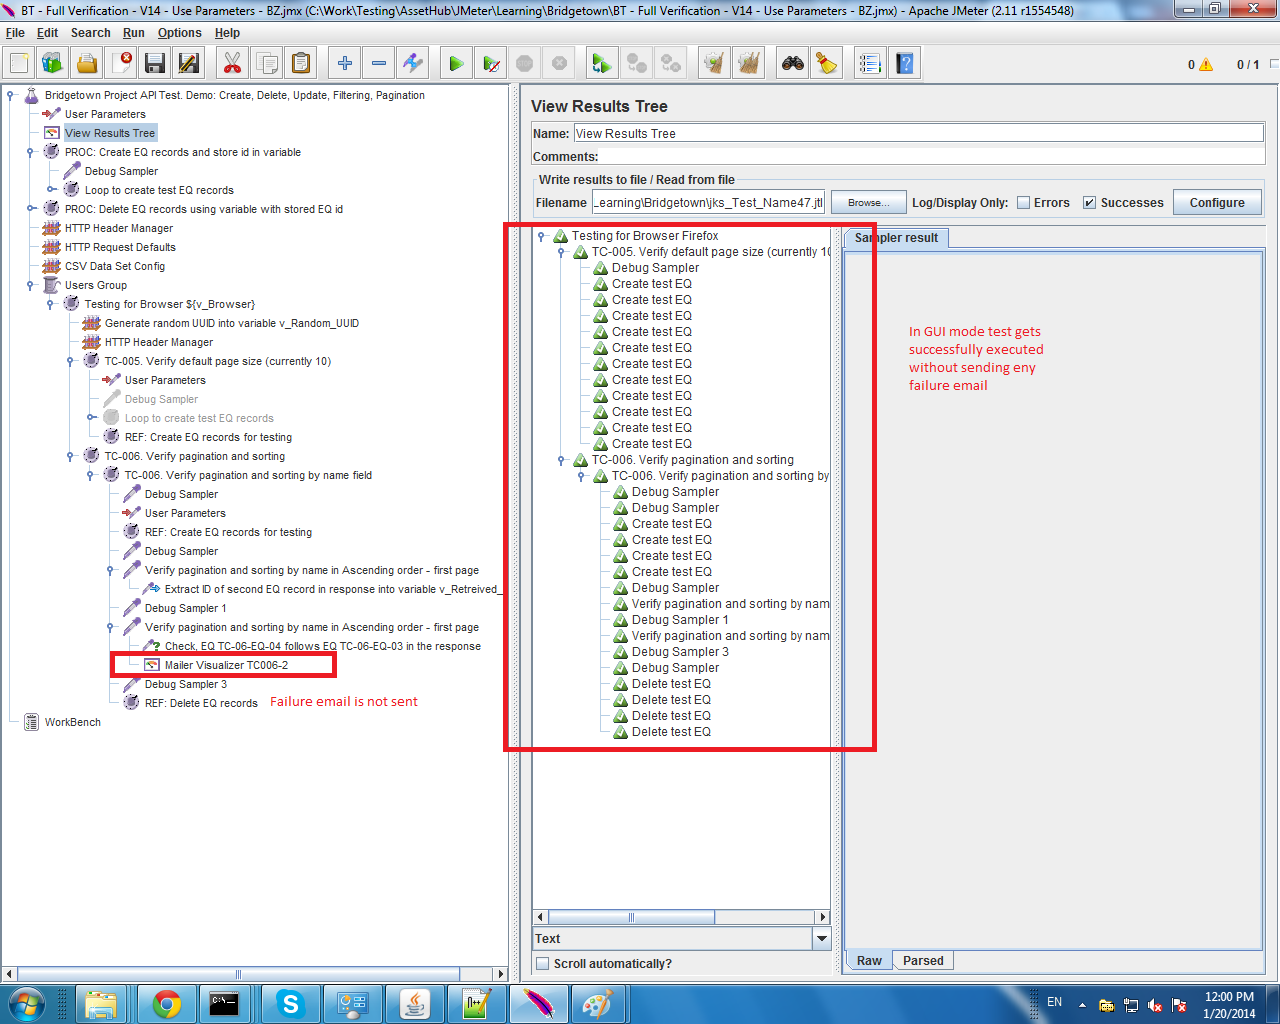 BT - Full Verification - V14 - Use Parameters - BZ.jmx (C:\Work\Testing\AssetHub\JMeter\Learning\Bridgetown\BT - Full Verification - V14 - Use Parameters - BZ.jmx) - Apache JMeter (2.11 r1554548)
File Edit Search Run Options Help
0 0 / 1
Bridgetown Project API Test. Demo: Create, Delete, Update, Filtering, Pagination
User Parameters
View Results Tree
PROC: Create EQ records and store id in variable
Debug Sampler
Loop to create test EQ records
PROC: Delete EQ records using variable with stored EQ id
HTTP Header Manager
HTTP Request Defaults
CSV Data Set Config
Users Group
Testing for Browser ${v_Browser}
Generate random UUID into variable v_Random_UUID
HTTP Header Manager
TC-005. Verify default page size (currently 10)
User Parameters
Debug Sampler
Loop to create test EQ records
REF: Create EQ records for testing
TC-006. Verify pagination and sorting
TC-006. Verify pagination and sorting by name field
Debug Sampler
User Parameters
REF: Create EQ records for testing
Debug Sampler
Verify pagination and sorting by name in Ascending order - first page
Extract ID of second EQ record in response into variable v_Retreived_
Debug Sampler 1
Verify pagination and sorting by name in Ascending order - first page
Check, EQ TC-06-EQ-04 follows EQ TC-06-EQ-03 in the response
Mailer Visualizer TC006-2
Debug Sampler 3
REF: Delete EQ records
Failure email is not sent
WorkBench
View Results Tree
Name: View Results Tree
Comments:
Write results to file / Read from file
Filename Learning\Bridgetown\jks_Test_Name47.jtl Browse... Log/Display Only: Errors Successes Configure
Testing for Browser Firefox
TC-005. Verify default page size (currently 10
Debug Sampler
Create test EQ
Create test EQ
Create test EQ
Create test EQ
Create test EQ
Create test EQ
Create test EQ
Create test EQ
Create test EQ
Create test EQ
Create test EQ
TC-006. Verify pagination and sorting
TC-006. Verify pagination and sorting by
Debug Sampler
Debug Sampler
Create test EQ
Create test EQ
Create test EQ
Create test EQ
Debug Sampler
Verify pagination and sorting by nam
Debug Sampler 1
Verify pagination and sorting by nam
Debug Sampler 3
Debug Sampler
Delete test EQ
Delete test EQ
Delete test EQ
Delete test EQ
Text
Scroll automatically?
Sampler result
In GUI mode test gets
successfully executed
without sending eny
failure email
Raw Parsed
C:\.
EN
12:00 PM
1/20/2014